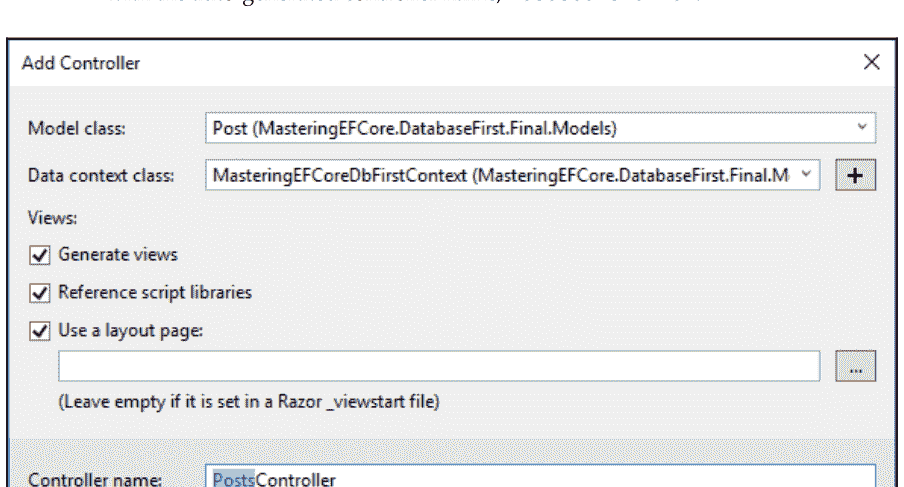 Add Controller
Model class: Post (MasteringEFCore.DatabaseFirst.Final.Models)
Data context class: MasteringEFCoreDbFirstContext (MasteringEFCore.DatabaseFirst.Final.M
Views:
Generate views
Reference script libraries
Use a layout page:
...
(Leave empty if it is set in a Razor _viewstart file)
Controller name: PostsController